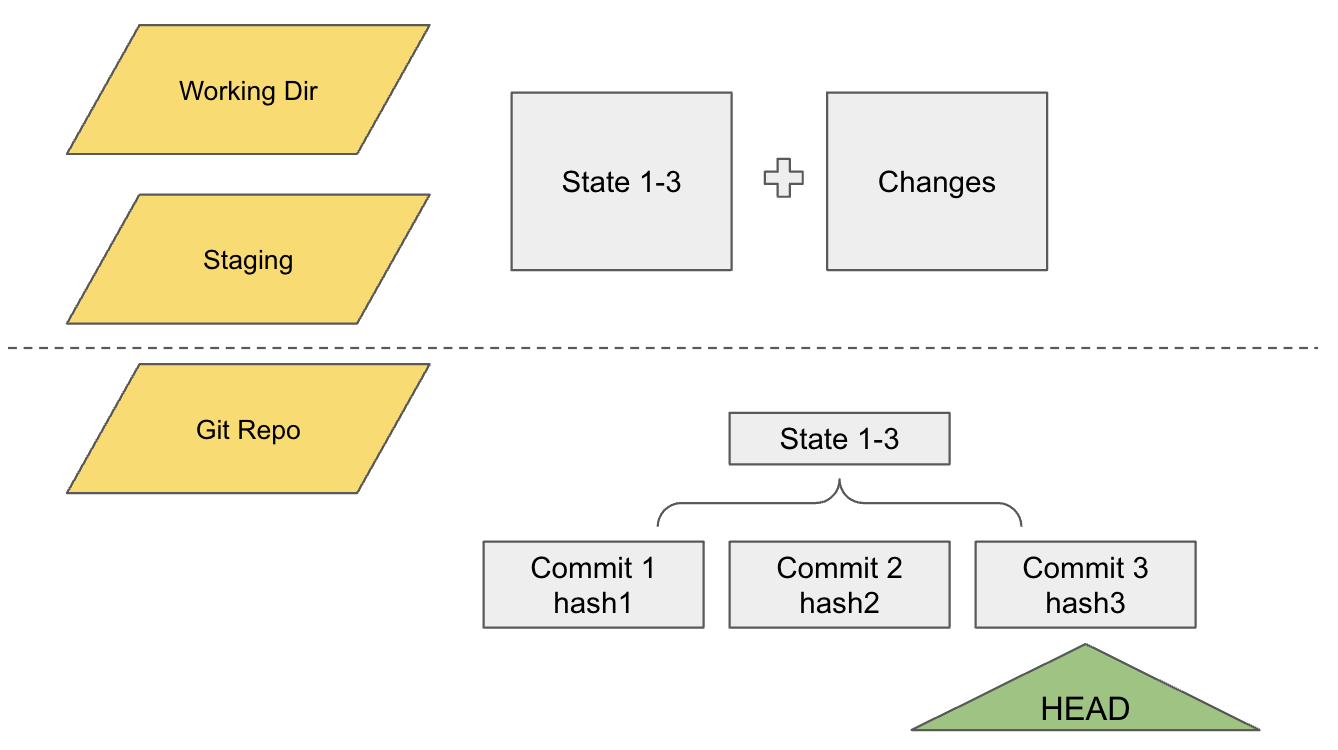 Working Dir
State 1-3
Changes
Staging
Git Repo
State 1-3
Commit 1
hash1
Commit 2
hash2
Commit 3
hash3
HEAD